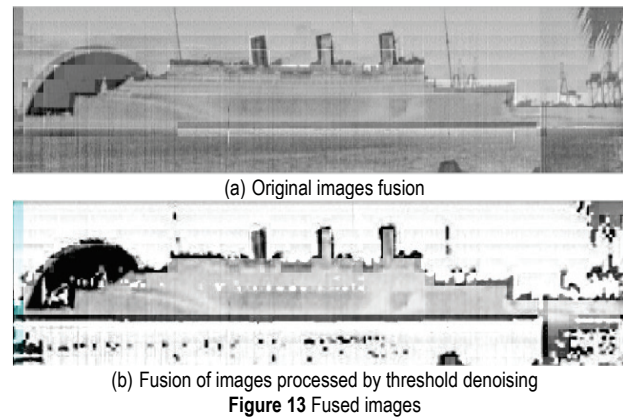 (a) Original images fusion
(b) Fusion of images processed by threshold denoising
Figure 13 Fused images